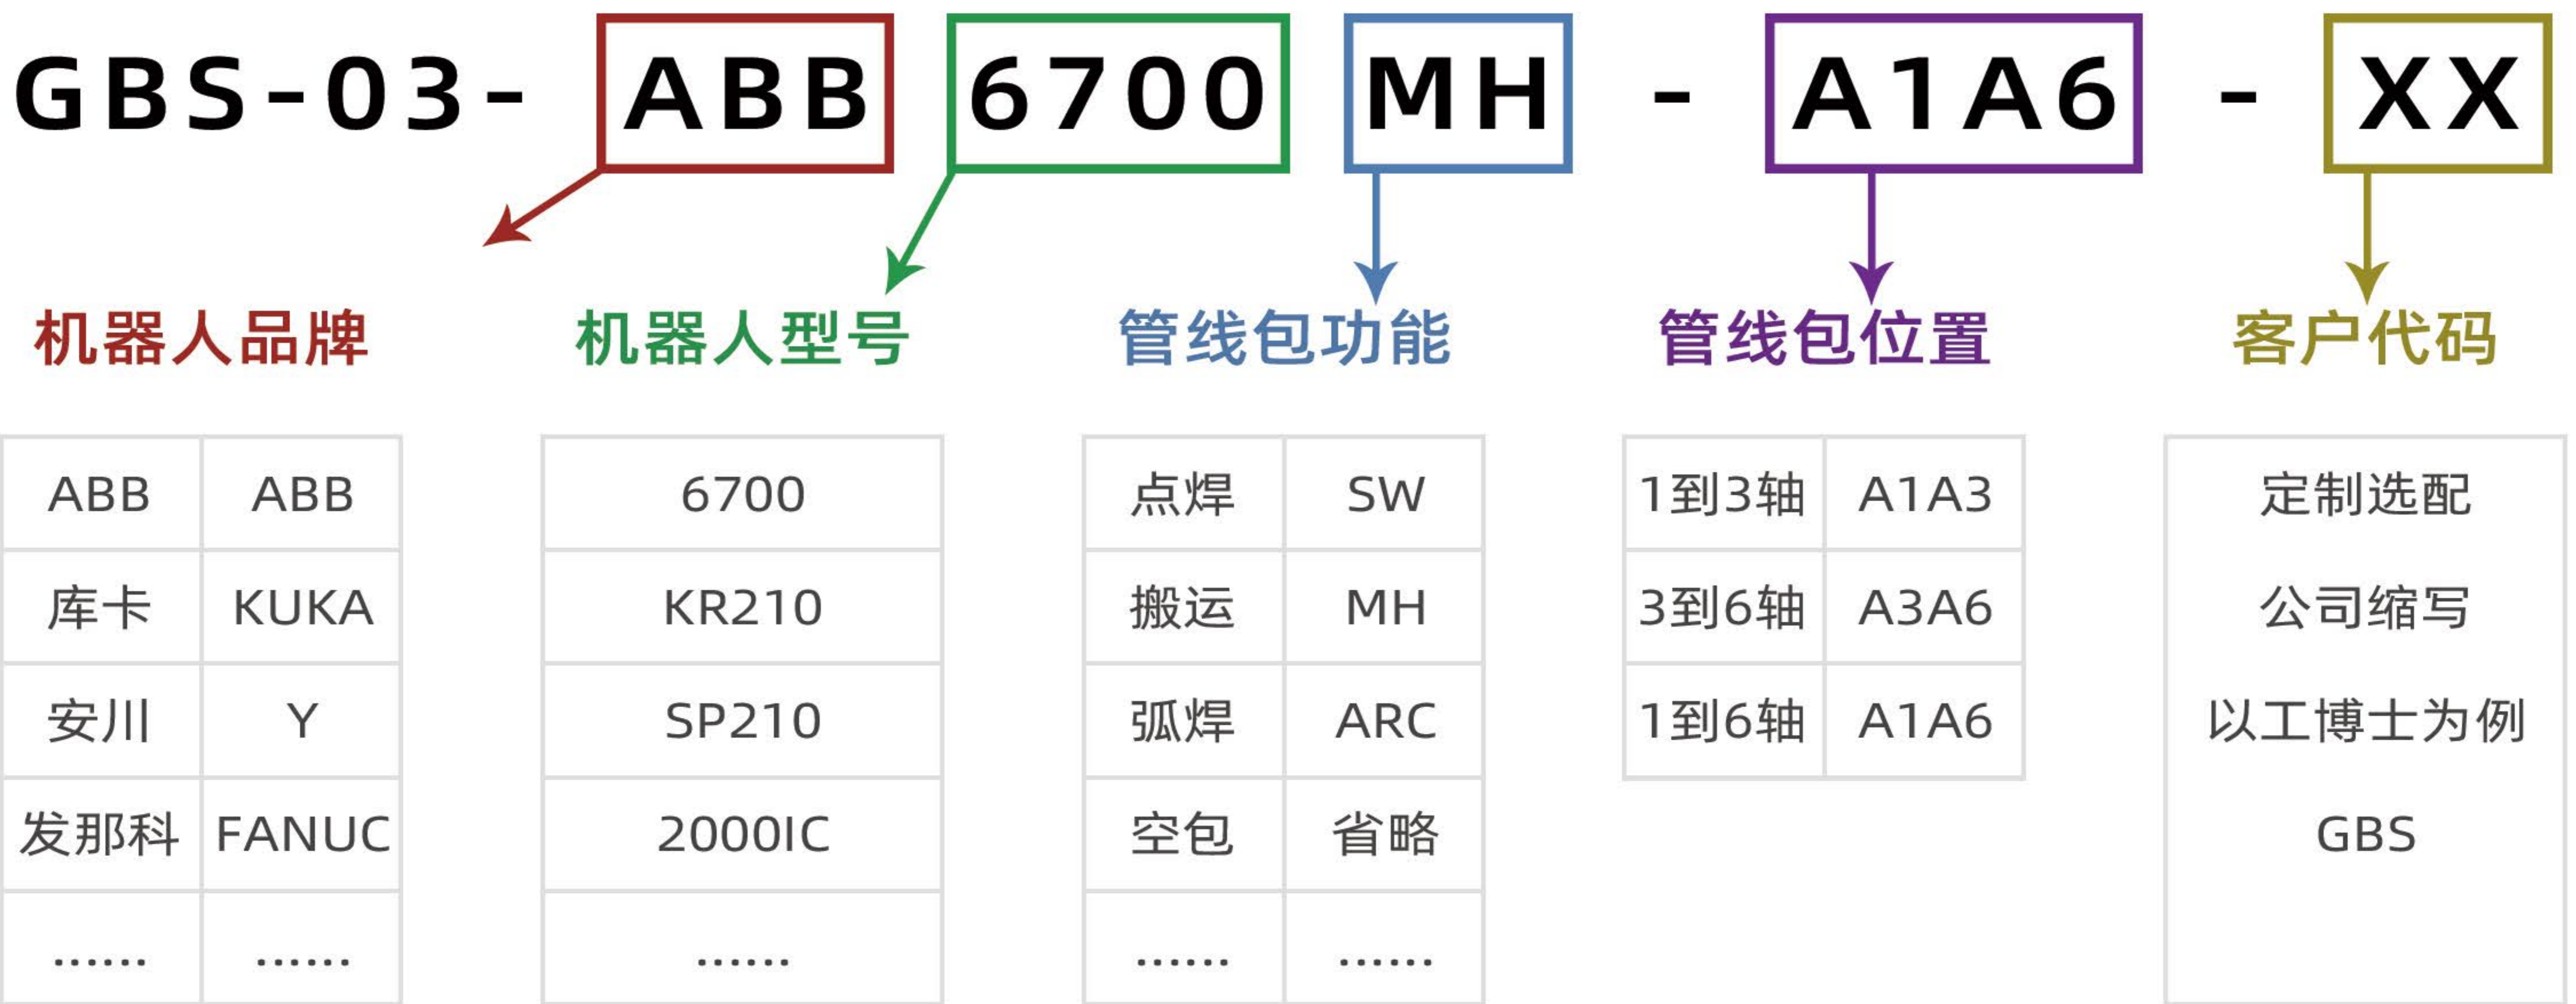 GBS-03- ABB 6700 MH - A1A6 - XX
机器人品牌 机器人型号 管线包功能 管线包位置 客户代码
ABB ABB 6700 点焊 SW 1到3轴 A1A3 定制选配
库卡 KUKA KR210 搬运 MH 3到6轴 A3A6 公司缩写
安川 Y SP210 弧焊 ARC 1到6轴 A1A6 以工博士为例
发那科 FANUC 2000IC 空包 省略 GBS
…… …… …… …… ……